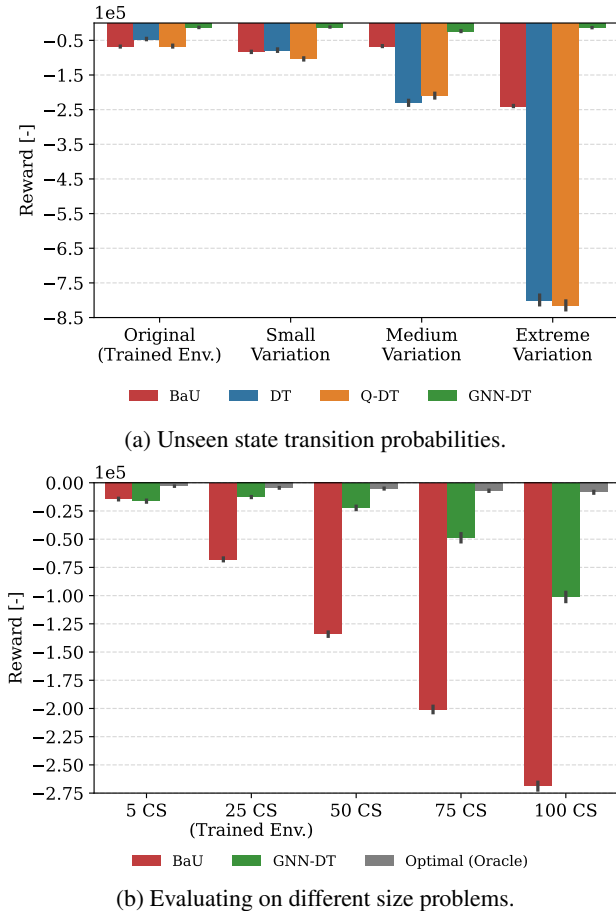 1e5
−0.5
−1.5
−2.5
−3.5
−4.5
−5.5
−6.5
−7.5
−8.5
Reward [-]
Original
(Trained Env.)
Small
Variation
Medium
Variation
Extreme
Variation
BaU DT Q-DT GNN-DT
(a) Unseen state transition probabilities.
1e5
0.00
−0.25
−0.50
−0.75
−1.00
−1.25
−1.50
−1.75
−2.00
−2.25
−2.50
−2.75
Reward [-]
5 CS
25 CS
(Trained Env.)
50 CS
75 CS
100 CS
BaU GNN-DT Optimal (Oracle)
(b) Evaluating on different size problems.